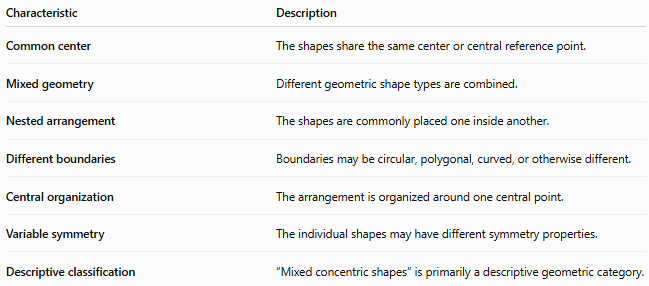 Characteristic Description
Common center The shapes share the same center or central reference point.
Mixed geometry Different geometric shape types are combined.
Nested arrangement The shapes are commonly placed one inside another.
Different boundaries Boundaries may be circular, polygonal, curved, or otherwise different.
Central organization The arrangement is organized around one central point.
Variable symmetry The individual shapes may have different symmetry properties.
Descriptive classification “Mixed concentric shapes” is primarily a descriptive geometric category.